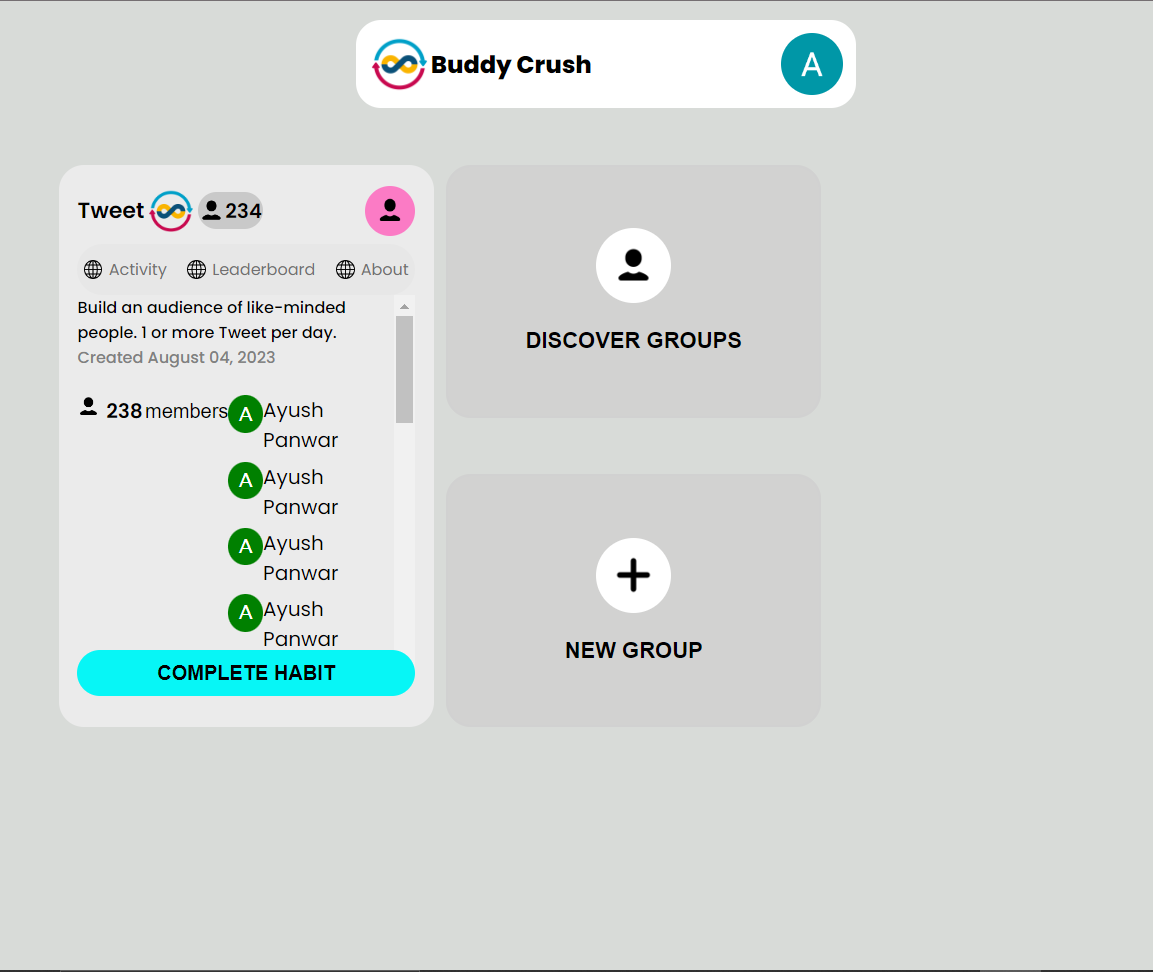 Buddy Crush
A
Tweet 234
Activity Leaderboard About
Build an audience of like-minded
people. 1 or more Tweet per day.
Created August 04, 2023
238 members
A Ayush
Panwar
A Ayush
Panwar
A Ayush
Panwar
A Ayush
Panwar
COMPLETE HABIT
DISCOVER GROUPS
NEW GROUP